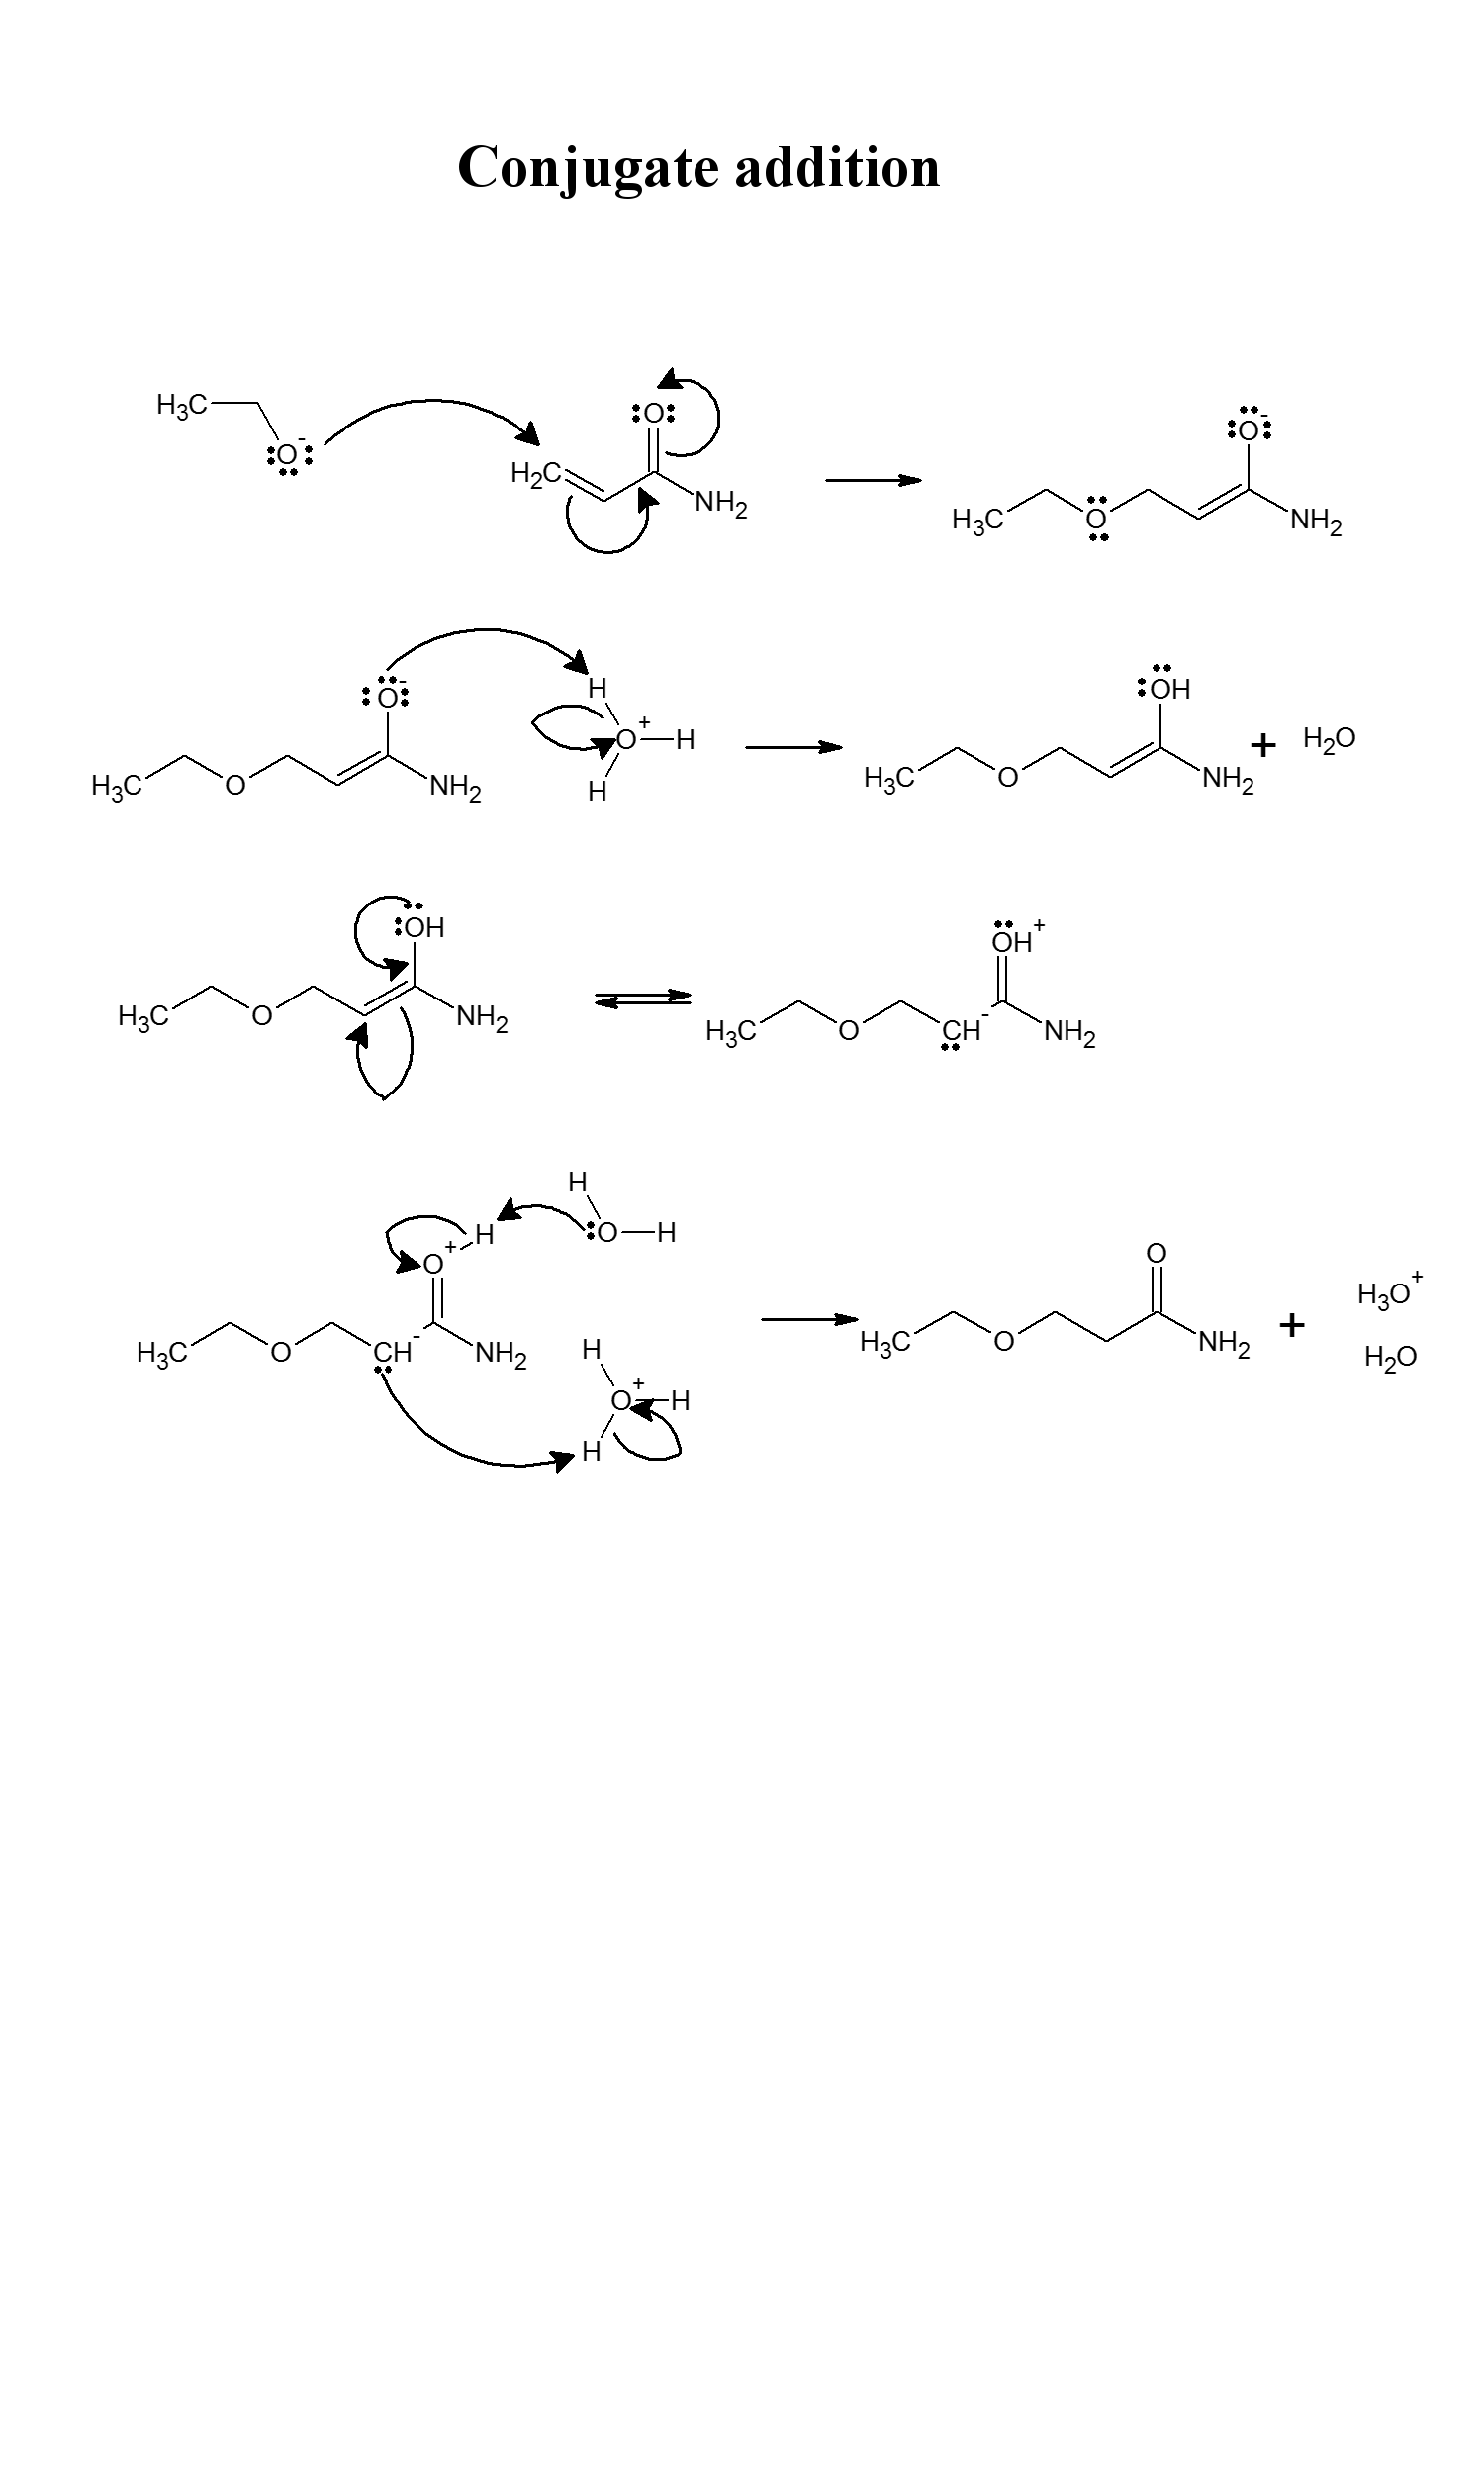 Conjugate addition
H3C O- H2C O NH2 H3C O O- NH2
H3C O O- NH2 H O+ H H H3C O OH NH2 + H2O
H3C O OH NH2 H3C O CH- OH+ NH2
H3C O CH- O+ H NH2 H O H H O+ H H H3C O O NH2 + H3O+
H2O